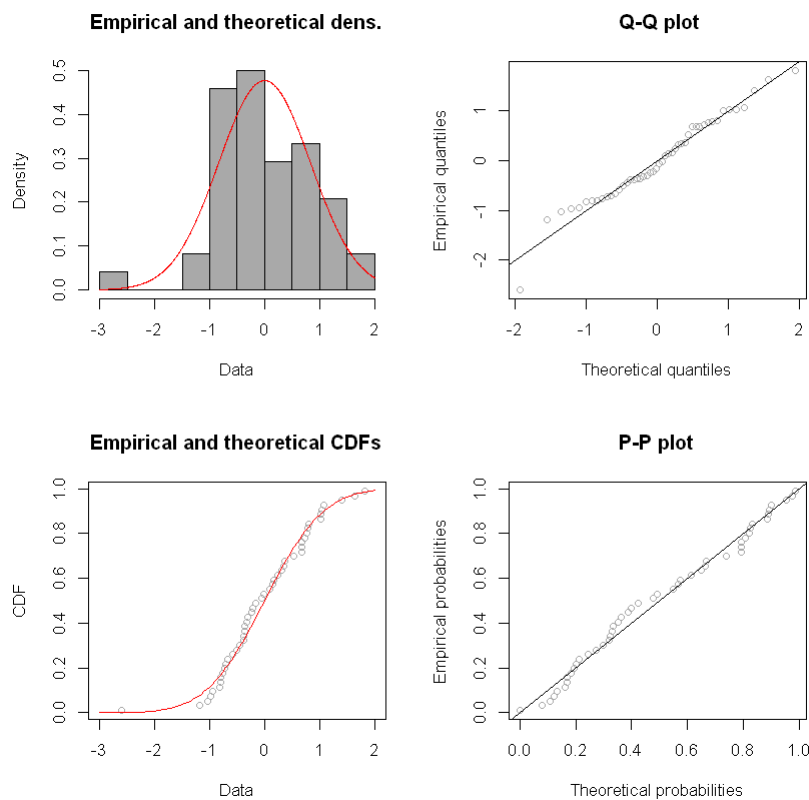 Empirical and theoretical dens.
Density
0.0 0.1 0.2 0.3 0.4 0.5
-3 -2 -1 0 1 2
Data
Q-Q plot
Empirical quantiles
-2 -1 0 1
-2 -1 0 1 2
Theoretical quantiles
Empirical and theoretical CDFs
CDF
0.0 0.2 0.4 0.6 0.8 1.0
-3 -2 -1 0 1 2
Data
P-P plot
Empirical probabilities
0.0 0.2 0.4 0.6 0.8 1.0
0.0 0.2 0.4 0.6 0.8 1.0
Theoretical probabilities